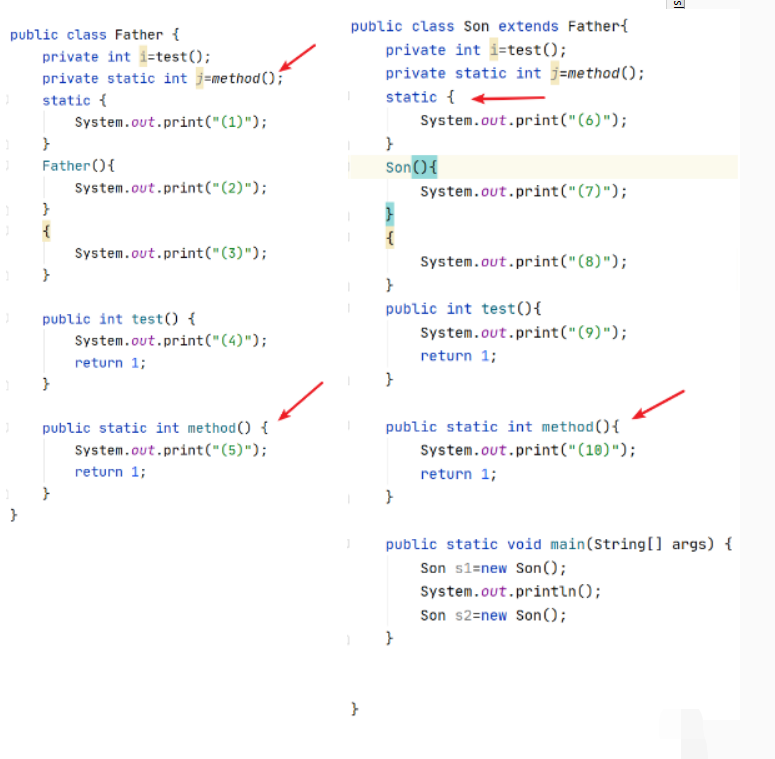 public class Father {
    private int i=test();
    private static int j=method();
    static {
        System.out.print("(1)");
    }
    Father(){
        System.out.print("(2)");
    }
    {
        System.out.print("(3)");
    }
    public int test() {
        System.out.print("(4)");
        return 1;
    }
    public static int method() {
        System.out.print("(5)");
        return 1;
    }
}
public class Son extends Father{
    private int i=test();
    private static int j=method();
    static {
        System.out.print("(6)");
    }
    Son(){
        System.out.print("(7)");
    }
    {
        System.out.print("(8)");
    }
    public int test(){
        System.out.print("(9)");
        return 1;
    }
    public static int method(){
        System.out.print("(10)");
        return 1;
    }
    public static void main(String[] args) {
        Son s1=new Son();
        System.out.println();
        Son s2=new Son();
    }
}